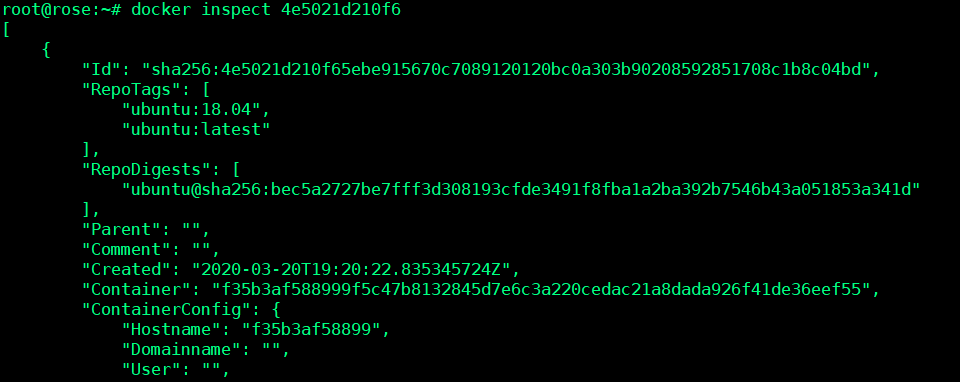 root@rose:~# docker inspect 4e5021d210f6
[
    {
        "Id": "sha256:4e5021d210f65ebe915670c7089120120bc0a303b90208592851708c1b8c04bd",
        "RepoTags": [
            "ubuntu:18.04",
            "ubuntu:latest"
        ],
        "RepoDigests": [
            "ubuntu@sha256:bec5a2727be7fff3d308193cfde3491f8fba1a2ba392b7546b43a051853a341d"
        ],
        "Parent": "",
        "Comment": "",
        "Created": "2020-03-20T19:20:22.835345724Z",
        "Container": "f35b3af588999f5c47b8132845d7e6c3a220cedac21a8dada926f41de36eef55",
        "ContainerConfig": {
            "Hostname": "f35b3af58899",
            "Domainname": "",
            "User": "",